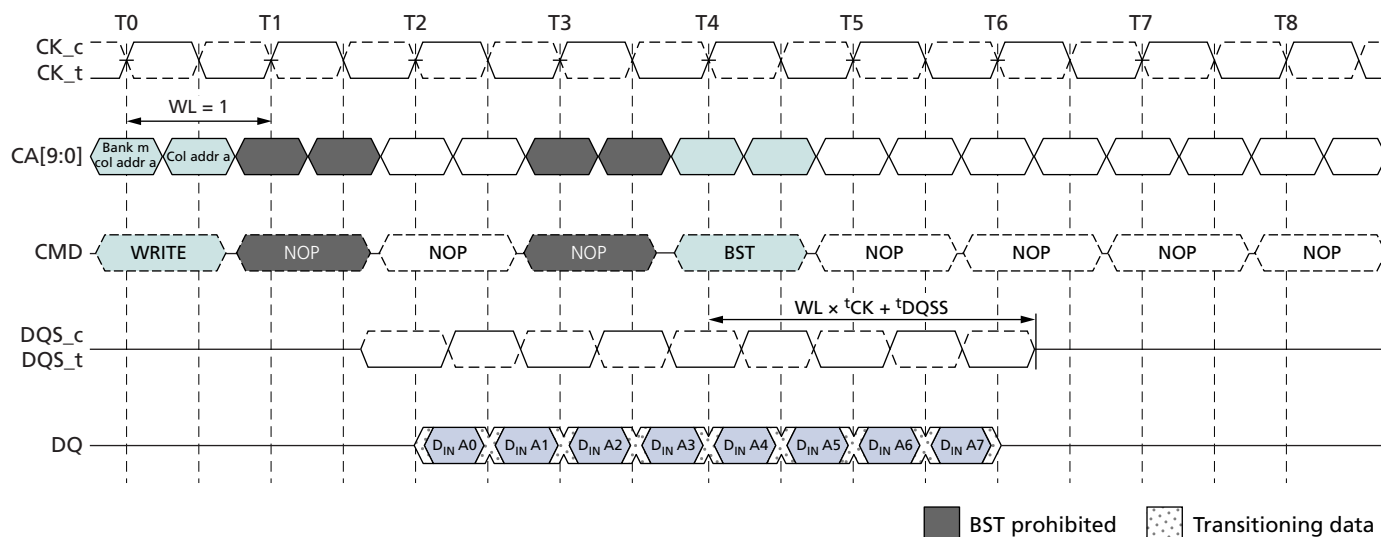 T0 T1 T2 T3 T4 T5 T6 T7 T8
CK_c
CK_t
WL = 1
CA[9:0]
Bank m
col addr a
Col addr a
CMD
WRITE NOP NOP NOP BST NOP NOP NOP NOP
WL × tCK + tDQSS
DQS_c
DQS_t
DQ
DIN A0 DIN A1 DIN A2 DIN A3 DIN A4 DIN A5 DIN A6 DIN A7
BST prohibited
Transitioning data